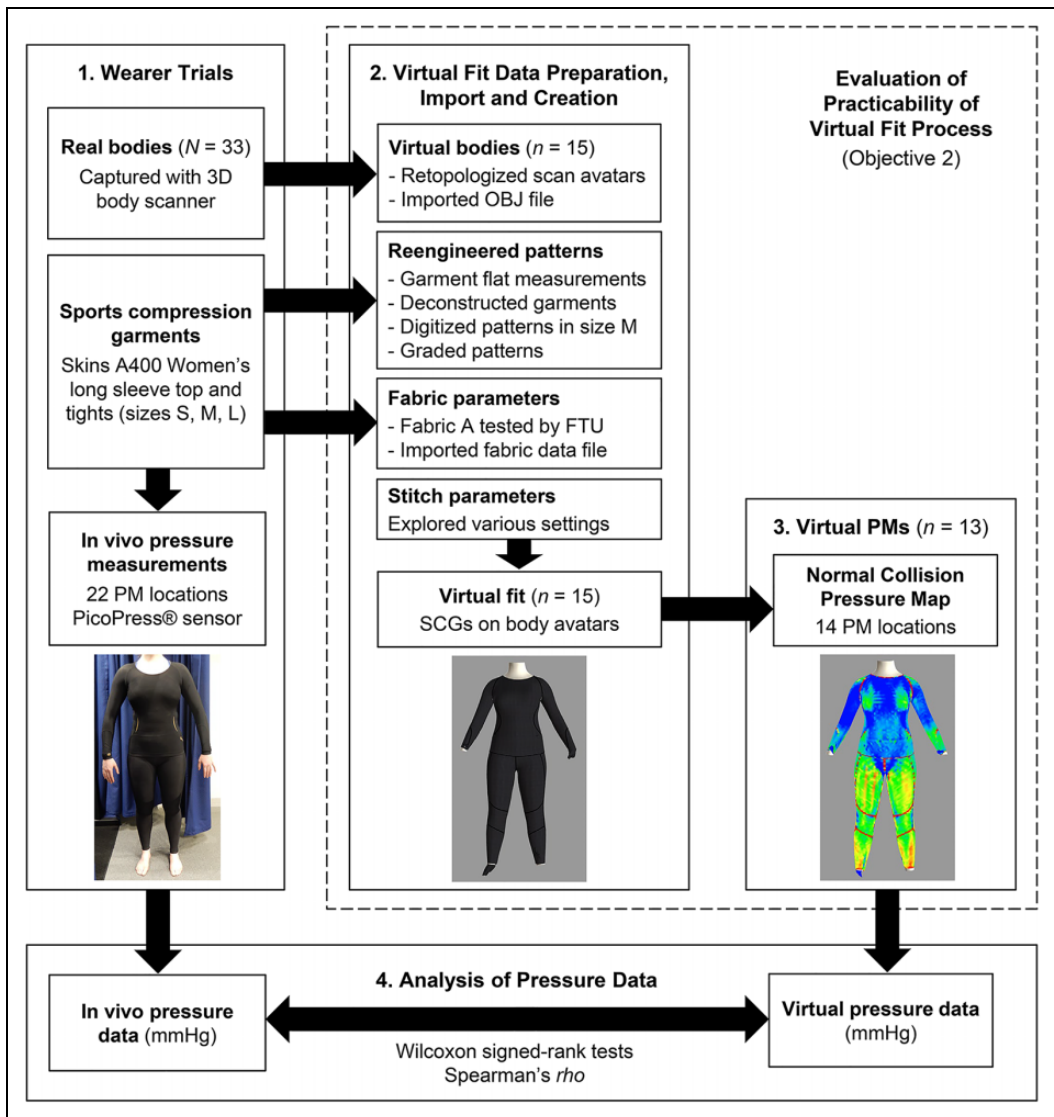 1. Wearer Trials
Real bodies (N = 33)
Captured with 3D
body scanner
Sports compression
garments
Skins A400 Women's
long sleeve top and
tights (sizes S, M, L)
In vivo pressure
measurements
22 PM locations
PicoPress® sensor
2. Virtual Fit Data Preparation,
Import and Creation
Virtual bodies (n = 15)
- Retopologized scan avatars
- Imported OBJ file
Reengineered patterns
- Garment flat measurements
- Deconstructed garments
- Digitized patterns in size M
- Graded patterns
Fabric parameters
- Fabric A tested by FTU
- Imported fabric data file
Stitch parameters
Explored various settings
Virtual fit (n = 15)
SCGs on body avatars
Evaluation of
Practicability of
Virtual Fit Process
(Objective 2)
3. Virtual PMs (n = 13)
Normal Collision
Pressure Map
14 PM locations
4. Analysis of Pressure Data
In vivo pressure
data (mmHg)
Wilcoxon signed-rank tests
Spearman's rho
Virtual pressure data
(mmHg)